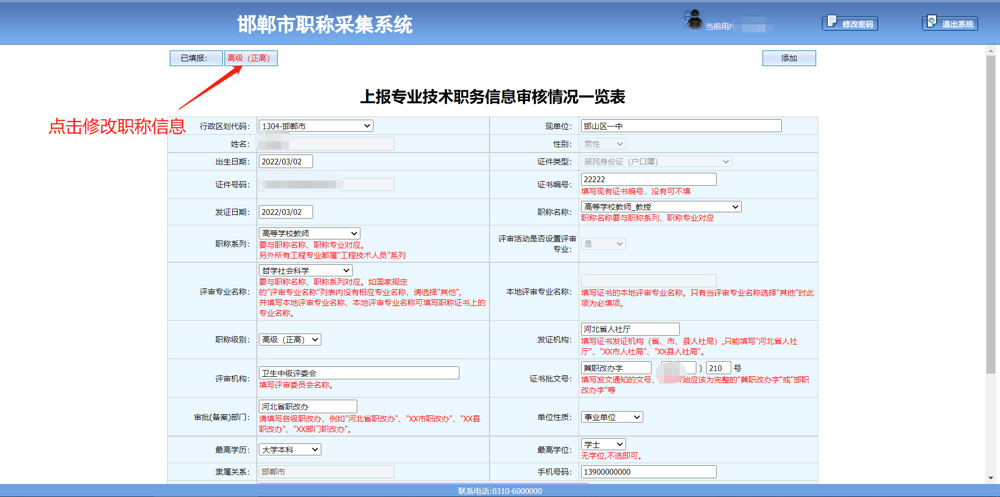 邯郸市职称采集系统
当前用户
修改密码
退出系统
已填报：
高级（正高）
添加
点击修改职称信息
上报专业技术职务信息审核情况一览表
行政区划代码：
1304-邯郸市
现单位：
邯山区一中
姓名：
性别：
男性
出生日期：
2022/03/02
证件类型：
居民身份证（户口簿）
证件号码：
证书编号：
22222
填写现有证书编号，没有可不填
发证日期：
2022/03/02
职称名称：
高等学校教师_教授
职称名称要与职称系列、职称专业对应
职称系列：
高等学校教师
要与职称名称、职称专业对应。
另外所有工程专业都属"工程技术人员"系列
评审活动是否设置评审
专业：
是
评审专业名称：
哲学社会科学
要与职称名称、职称系列对应。如国家规定
的"评审专业名称"列表内没有相应专业名称，请选择"其他"，
并填写本地评审专业名称，本地评审专业名称可填写职称证书上的
专业名称。
本地评审专业名称：
填写证书的本地评审专业名称。只有当评审专业名称选择"其他"时此
项为必填项。
职称级别：
高级（正高）
发证机构：
河北省人社厅
填写证书发证机构（省、市、县人社局）,只能填写"河北省人社
厅"、"XX市人社局"、"XX县人社局"。
评审机构：
卫生中级评委会
填写评审委员会名称。
证书批文号：
冀职改办字
〕
210
号
填写发文通知的文号，
始应该为完整的"冀职改办字"或"邯职
改办字"等
审批(备案)部门：
河北省职改办
请填写各级职改办，例如"河北省职改办"、"XX市职改办"、"XX县
职改办"、"XX部门职改办"。
单位性质：
事业单位
最高学历：
大学本科
最高学位：
学士
无学位,不选即可。
隶属关系：
邯郸市
手机号码：
13900000000
联系电话:0310-6000000